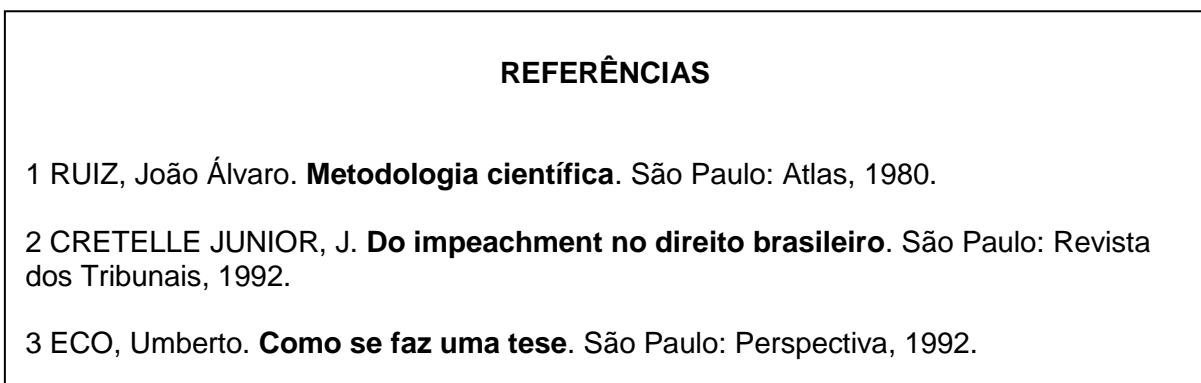 REFERÊNCIAS
1 RUIZ, João Álvaro. Metodologia científica. São Paulo: Atlas, 1980.
2 CRETELLE JUNIOR, J. Do impeachment no direito brasileiro. São Paulo: Revista
dos Tribunais, 1992.
3 ECO, Umberto. Como se faz uma tese. São Paulo: Perspectiva, 1992.